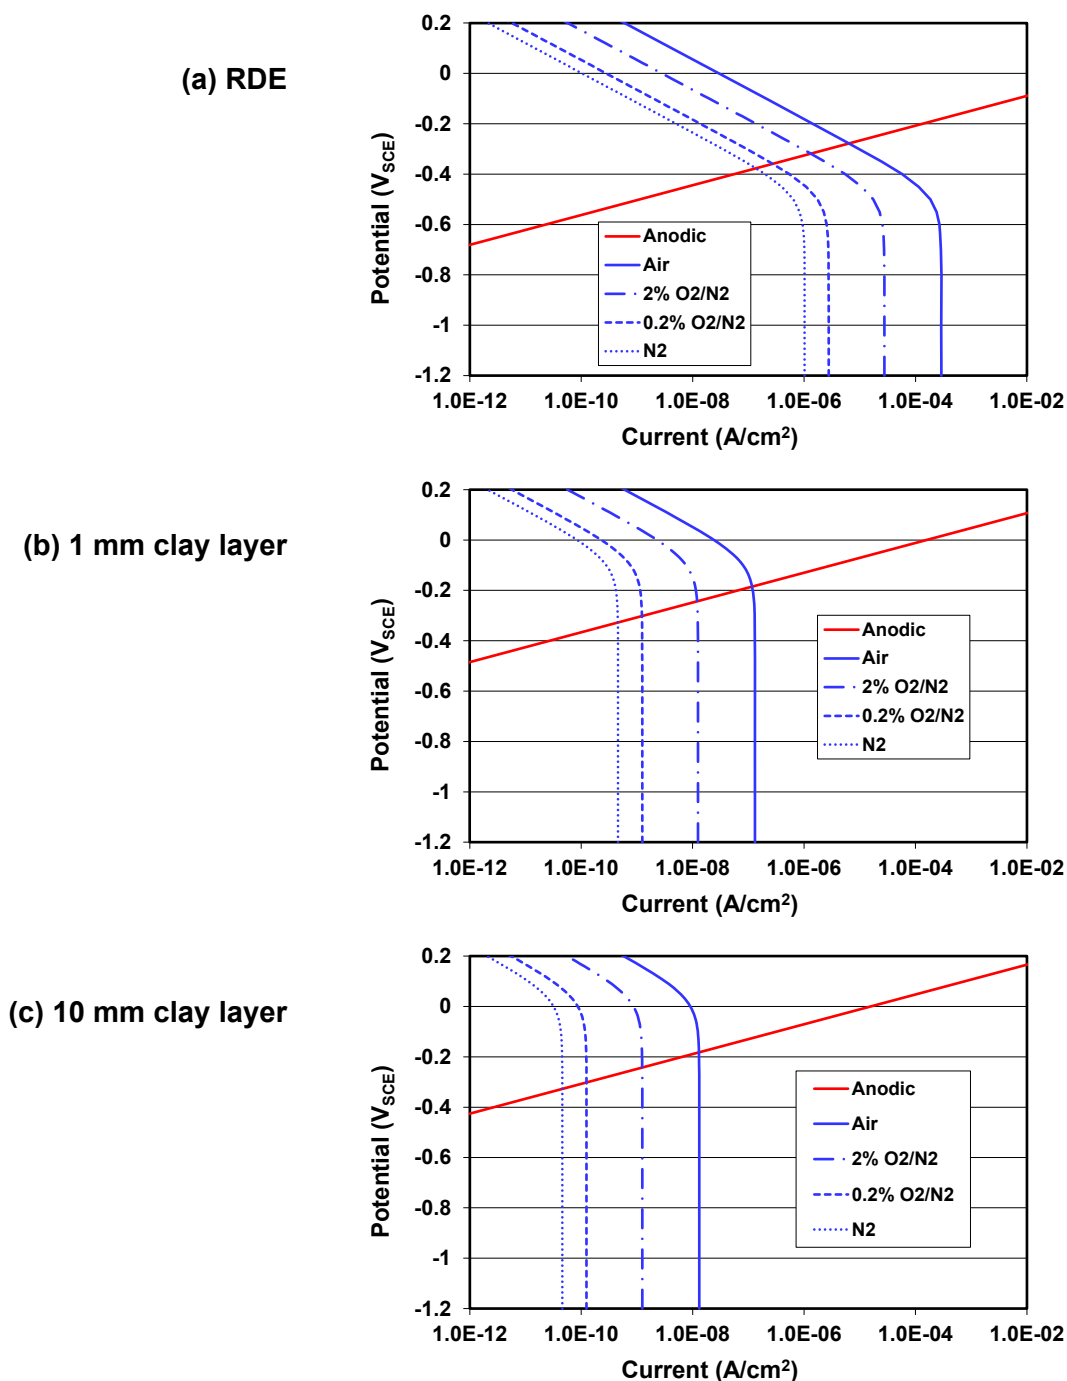 (a) RDE
Potential (V_SCE)
0.2
0
-0.2
-0.4
-0.6
-0.8
-1
-1.2
Anodic
Air
2% O2/N2
0.2% O2/N2
N2
1.0E-12 1.0E-10 1.0E-08 1.0E-06 1.0E-04 1.0E-02
Current (A/cm²)
(b) 1 mm clay layer
Potential (V_SCE)
0.2
0
-0.2
-0.4
-0.6
-0.8
-1
-1.2
Anodic
Air
2% O2/N2
0.2% O2/N2
N2
1.0E-12 1.0E-10 1.0E-08 1.0E-06 1.0E-04 1.0E-02
Current (A/cm²)
(c) 10 mm clay layer
Potential (V_SCE)
0.2
0
-0.2
-0.4
-0.6
-0.8
-1
-1.2
Anodic
Air
2% O2/N2
0.2% O2/N2
N2
1.0E-12 1.0E-10 1.0E-08 1.0E-06 1.0E-04 1.0E-02
Current (A/cm²)